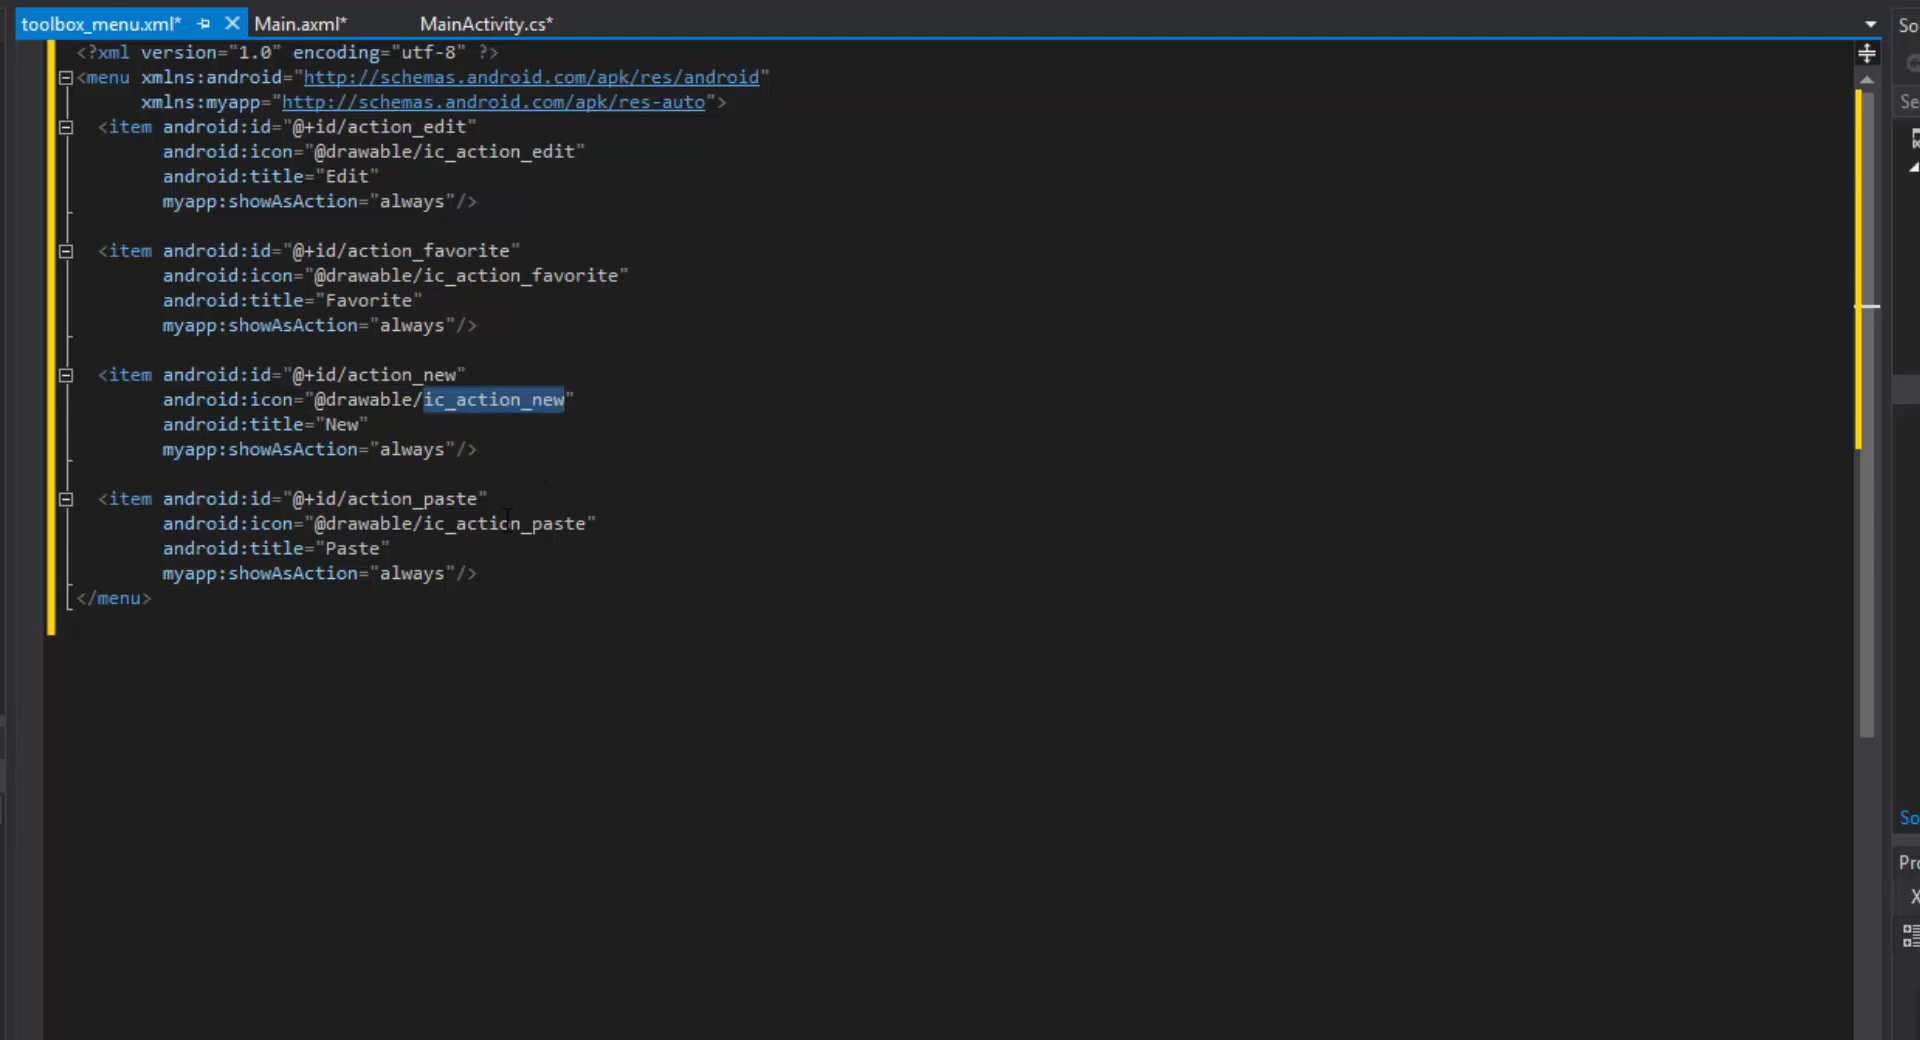 toolbox_menu.xml* Main.axml* MainActivity.cs*
So
<?xml version="1.0" encoding="utf-8" ?>
<menu xmlns:android="http://schemas.android.com/apk/res/android"
xmlns:myapp="http://schemas.android.com/apk/res-auto">
Se
<item android:id="@+id/action_edit"
android:icon="@drawable/ic_action_edit"
android:title="Edit"
myapp:showAsAction="always"/>
<item android:id="@+id/action_favorite"
android:icon="@drawable/ic_action_favorite"
android:title="Favorite"
myapp:showAsAction="always"/>
<item android:id="@+id/action_new"
android:icon="@drawable/ic_action_new"
android:title="New"
myapp:showAsAction="always"/>
<item android:id="@+id/action_paste"
android:icon="@drawable/ic_action_paste"
android:title="Paste"
myapp:showAsAction="always"/>
</menu>
So
Pro